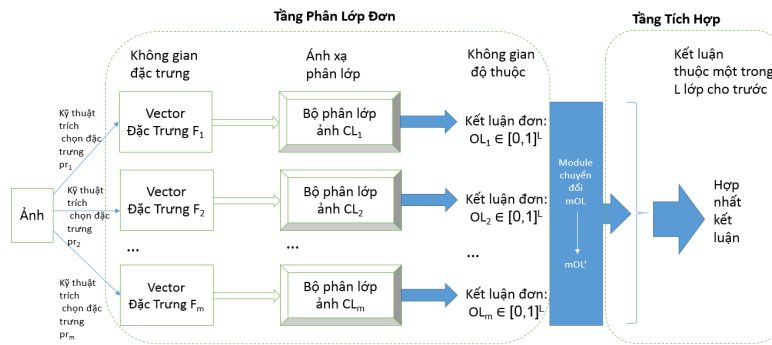 Tầng Phân Lớp Đơn
Tầng Tích Hợp
Không gian
đặc trưng
Ánh xạ
phân lớp
Không gian
độ thuộc
Kết luận
thuộc một trong
L lớp cho trước
Kỹ thuật
trích
chọn đặc
trưng
pr1
Vector
Đặc Trưng F1
Bộ phân lớp
ảnh CL1
Kết luận đơn:
OL1 ∈ [0,1]^L
Ảnh
Kỹ thuật
trích
chọn đặc
trưng
pr2
Vector
Đặc Trưng F2
Bộ phân lớp
ảnh CL2
Kết luận đơn:
OL2 ∈ [0,1]^L
...
...
...
Kỹ thuật
trích
chọn đặc
trưng
prm
Vector
Đặc Trưng Fm
Bộ phân lớp
ảnh CLm
Kết luận đơn:
OLm ∈ [0,1]^L
Module
chuyển
đổi
mOL
mOL'
Hợp
nhất
kết
luận